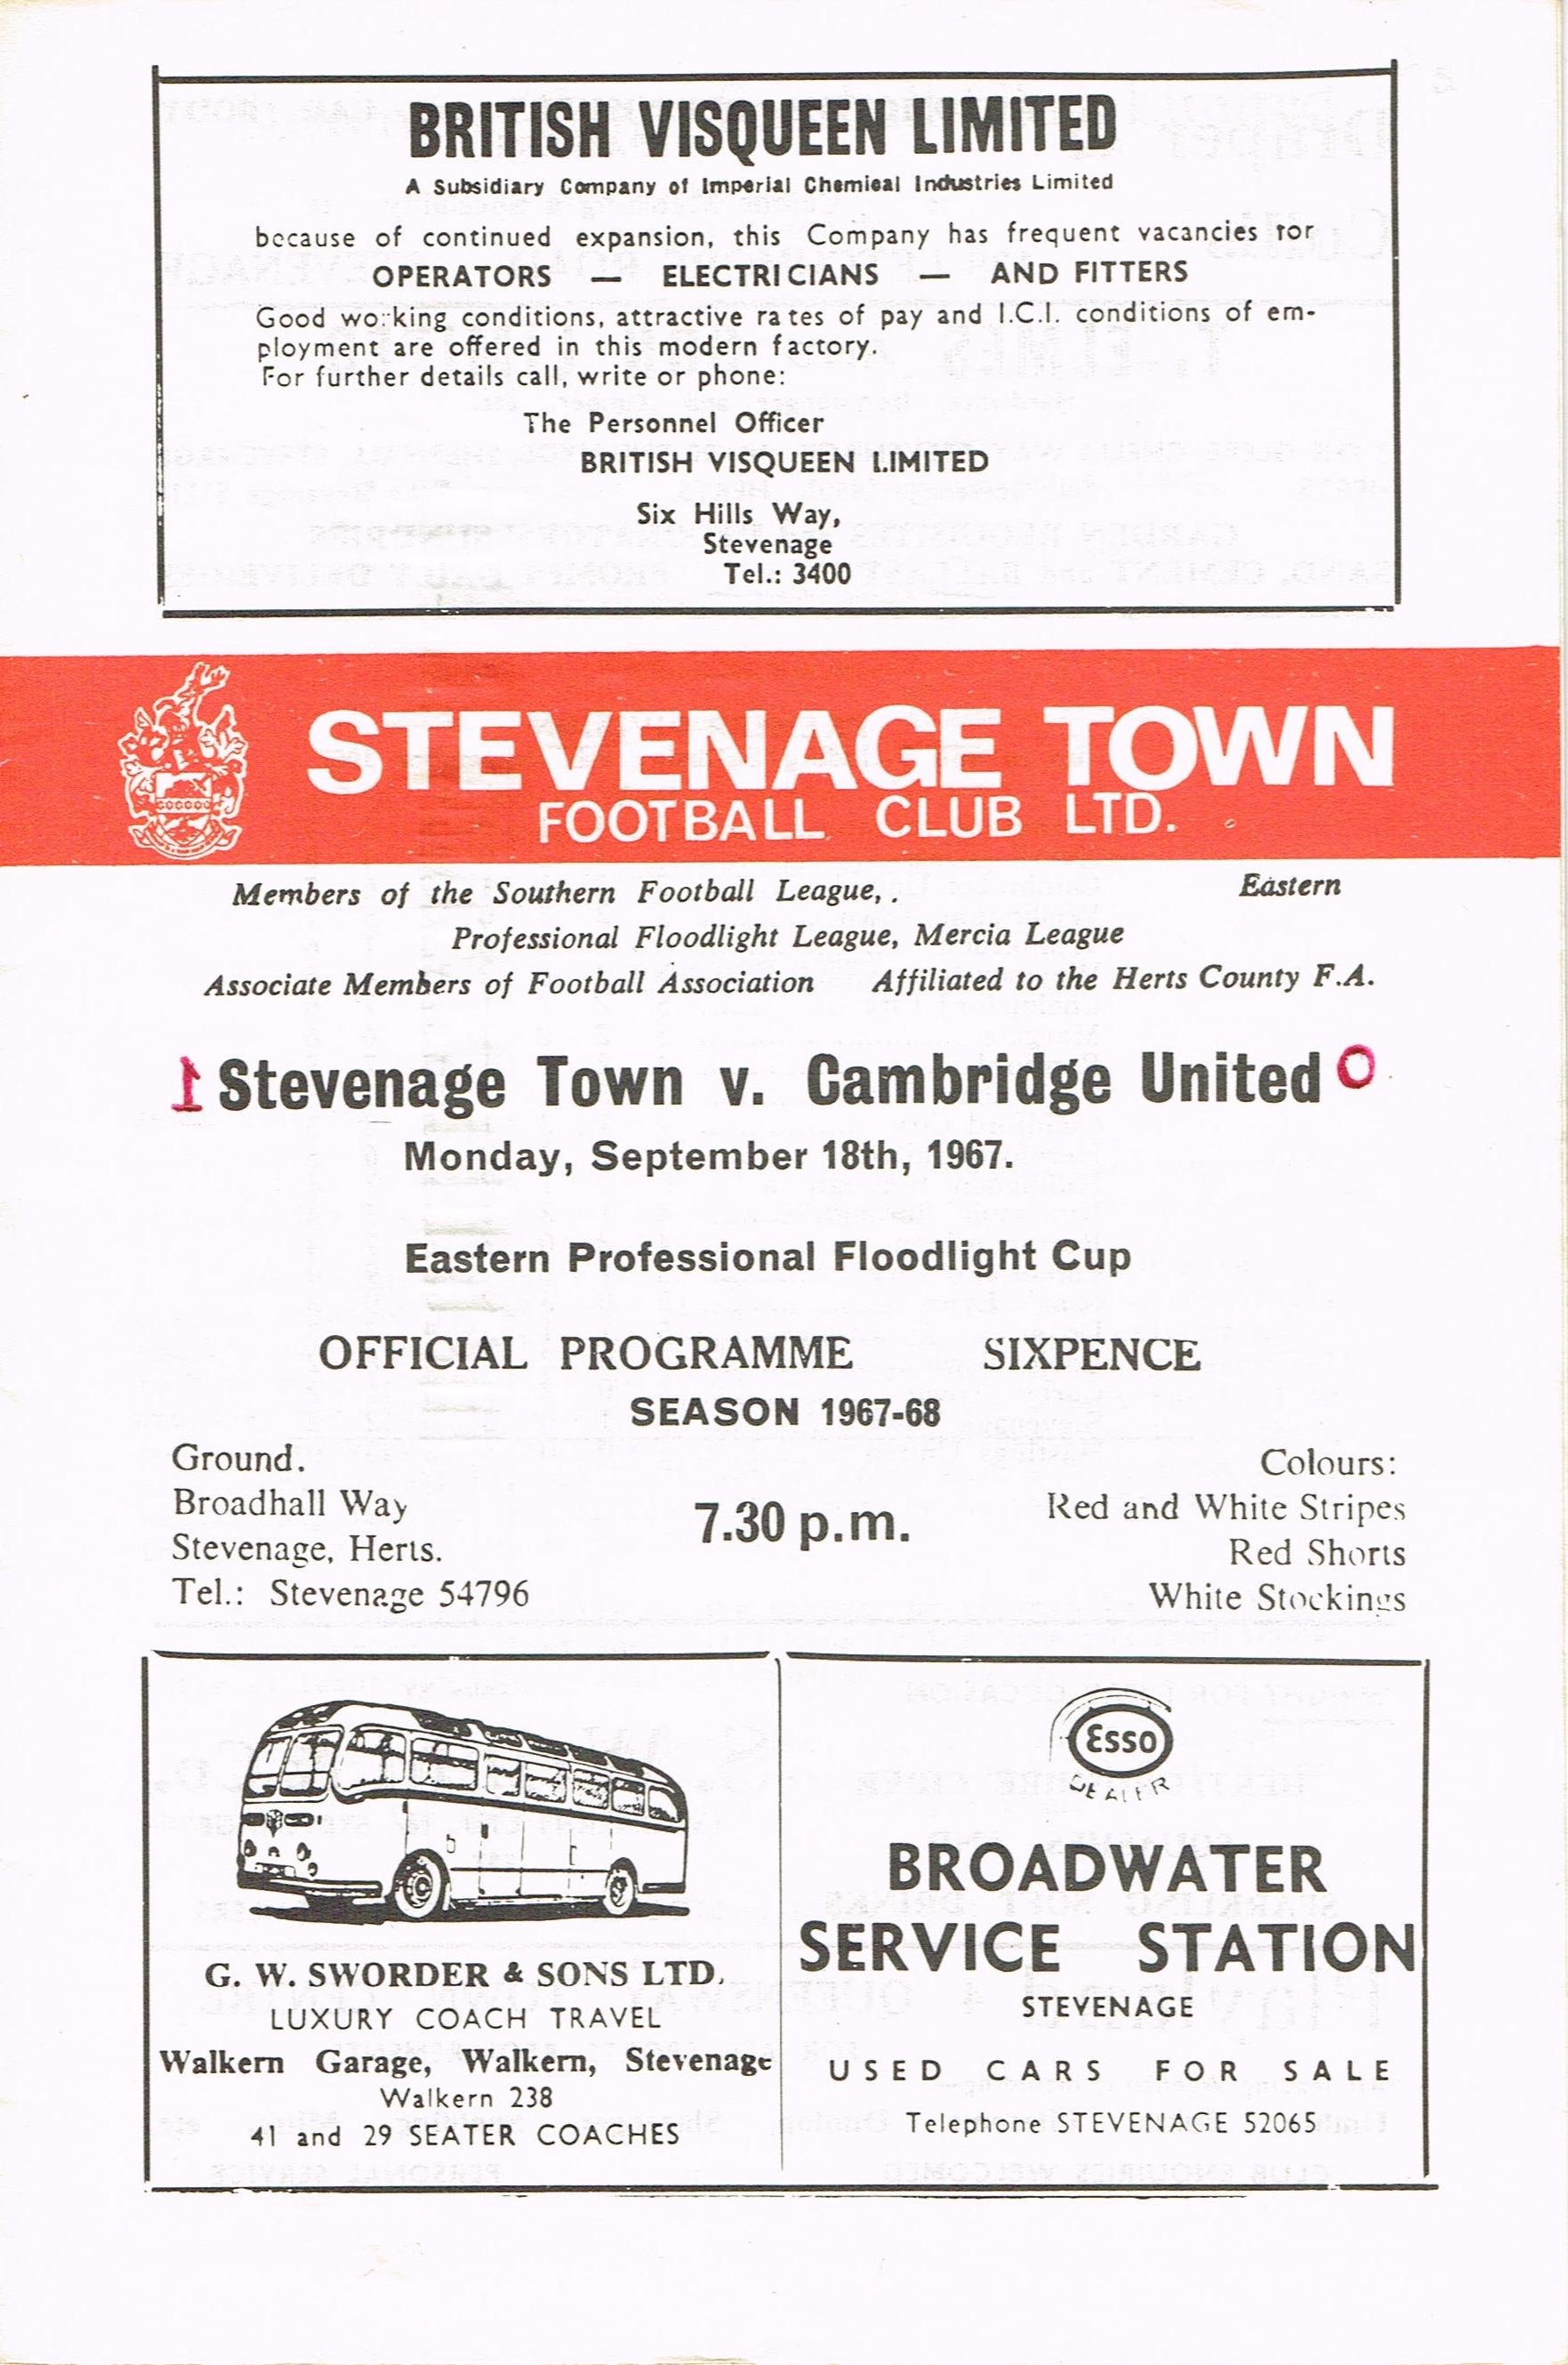 BRITISH VISQUEEN LIMITED
A Subsidiary Company of Imperial Chemical Industries Limited
because of continued expansion, this Company has frequent vacancies for
OPERATORS — ELECTRICIANS — AND FITTERS
Good working conditions, attractive rates of pay and I.C.I. conditions of em-
ployment are offered in this modern factory.
For further details call, write or phone:
The Personnel Officer
BRITISH VISQUEEN LIMITED
Six Hills Way,
Stevenage
Tel.: 3400
STEVENAGE TOWN
FOOTBALL CLUB LTD.
Members of the Southern Football League, . Eastern
Professional Floodlight League, Mercia League
Associate Members of Football Association Affiliated to the Herts County F.A.
1 Stevenage Town v. Cambridge United 0
Monday, September 18th, 1967.
Eastern Professional Floodlight Cup
OFFICIAL PROGRAMME SIXPENCE
SEASON 1967-68
Ground.
Broadhall Way
Stevenage, Herts.
Tel.: Stevenage 54796
7.30 p.m.
Colours:
Red and White Stripes
Red Shorts
White Stockings
G. W. SWORDER & SONS LTD.
LUXURY COACH TRAVEL
Walkern Garage, Walkern, Stevenage
Walkern 238
41 and 29 SEATER COACHES
Esso
DEALER
BROADWATER
SERVICE STATION
STEVENAGE
USED CARS FOR SALE
Telephone STEVENAGE 52065